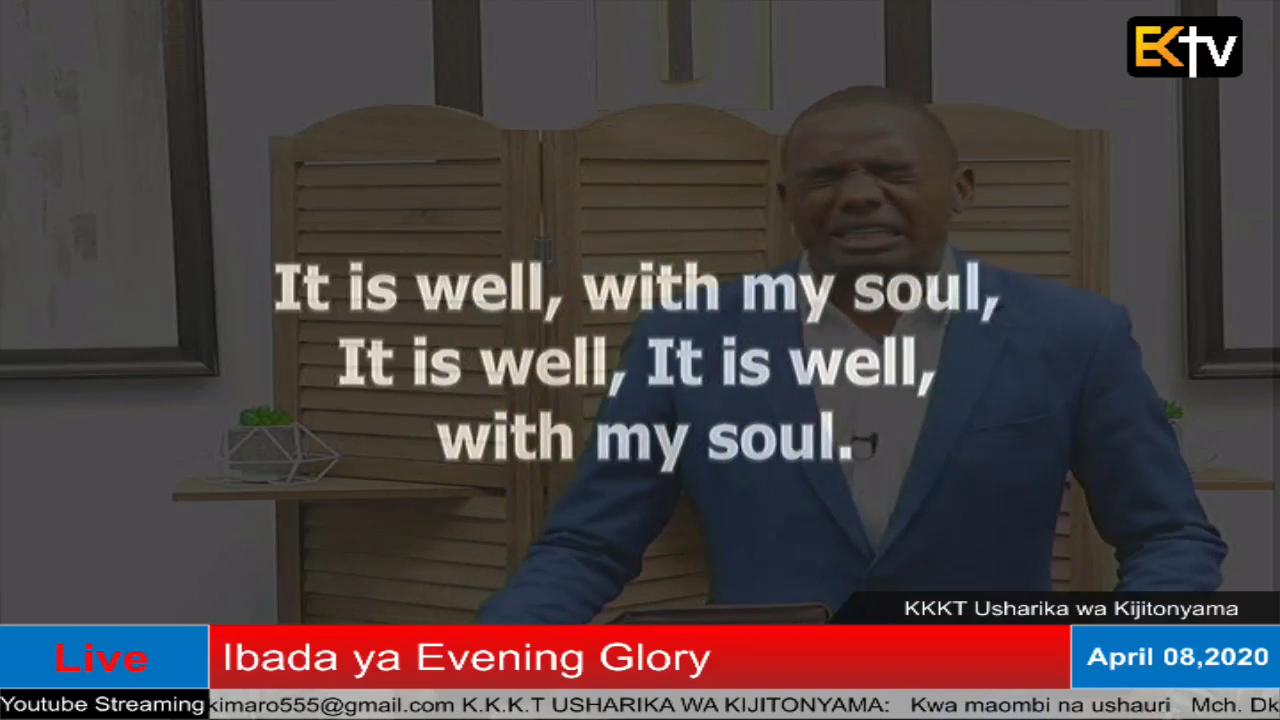 EKtv
It is well, with my soul,
It is well, It is well,
with my soul.
KKKT Usharika wa Kijitonyama
Live
Ibada ya Evening Glory
April 08,2020
Youtube Streaming
kimaro555@gmail.com K.K.K.T USHARIKA WA KIJITONYAMA: Kwa maombi na ushauri Mch. Dk